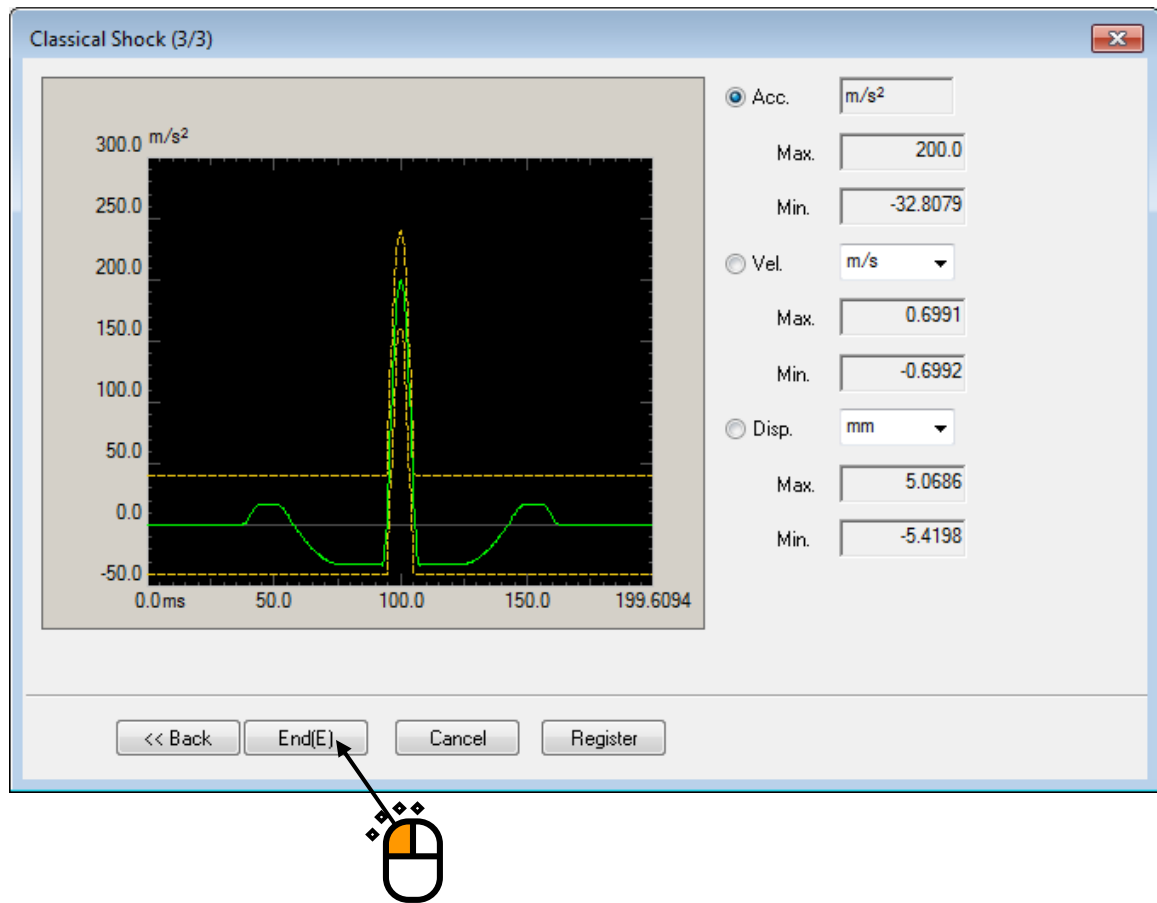 Classical Shock (3/3)
300.0 m/s²
250.0
200.0
150.0
100.0
50.0
0.0
-50.0
0.0ms 50.0 100.0 150.0 199.6094
Acc. m/s²
Max. 200.0
Min. -32.8079
Vel. m/s
Max. 0.6991
Min. -0.6992
Disp. mm
Max. 5.0686
Min. -5.4198
<< Back End(E) Cancel Register